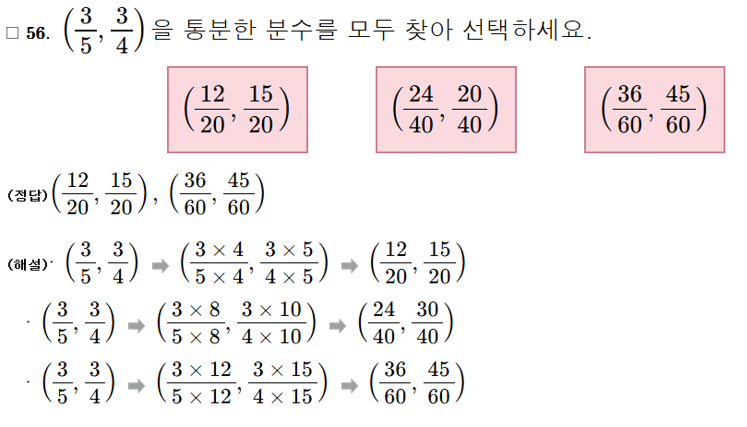 □ 56. (3/5, 3/4)을 통분한 분수를 모두 찾아 선택하세요.
(12/20, 15/20) (24/40, 20/40) (36/60, 45/60)
(정답) (12/20, 15/20), (36/60, 45/60)
(해설)· (3/5, 3/4) ➡ (3×4/5×4, 3×5/4×5) ➡ (12/20, 15/20)
· (3/5, 3/4) ➡ (3×8/5×8, 3×10/4×10) ➡ (24/40, 30/40)
· (3/5, 3/4) ➡ (3×12/5×12, 3×15/4×15) ➡ (36/60, 45/60)